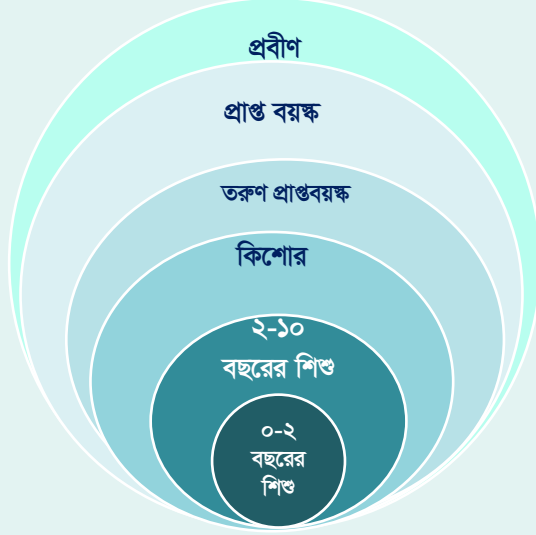 প্রবীণ
প্রাপ্ত বয়ষ্ক
তরুণ প্রাপ্তবয়ষ্ক
কিশোর
২-১০
বছরের শিশু
০-২
বছরের
শিশু